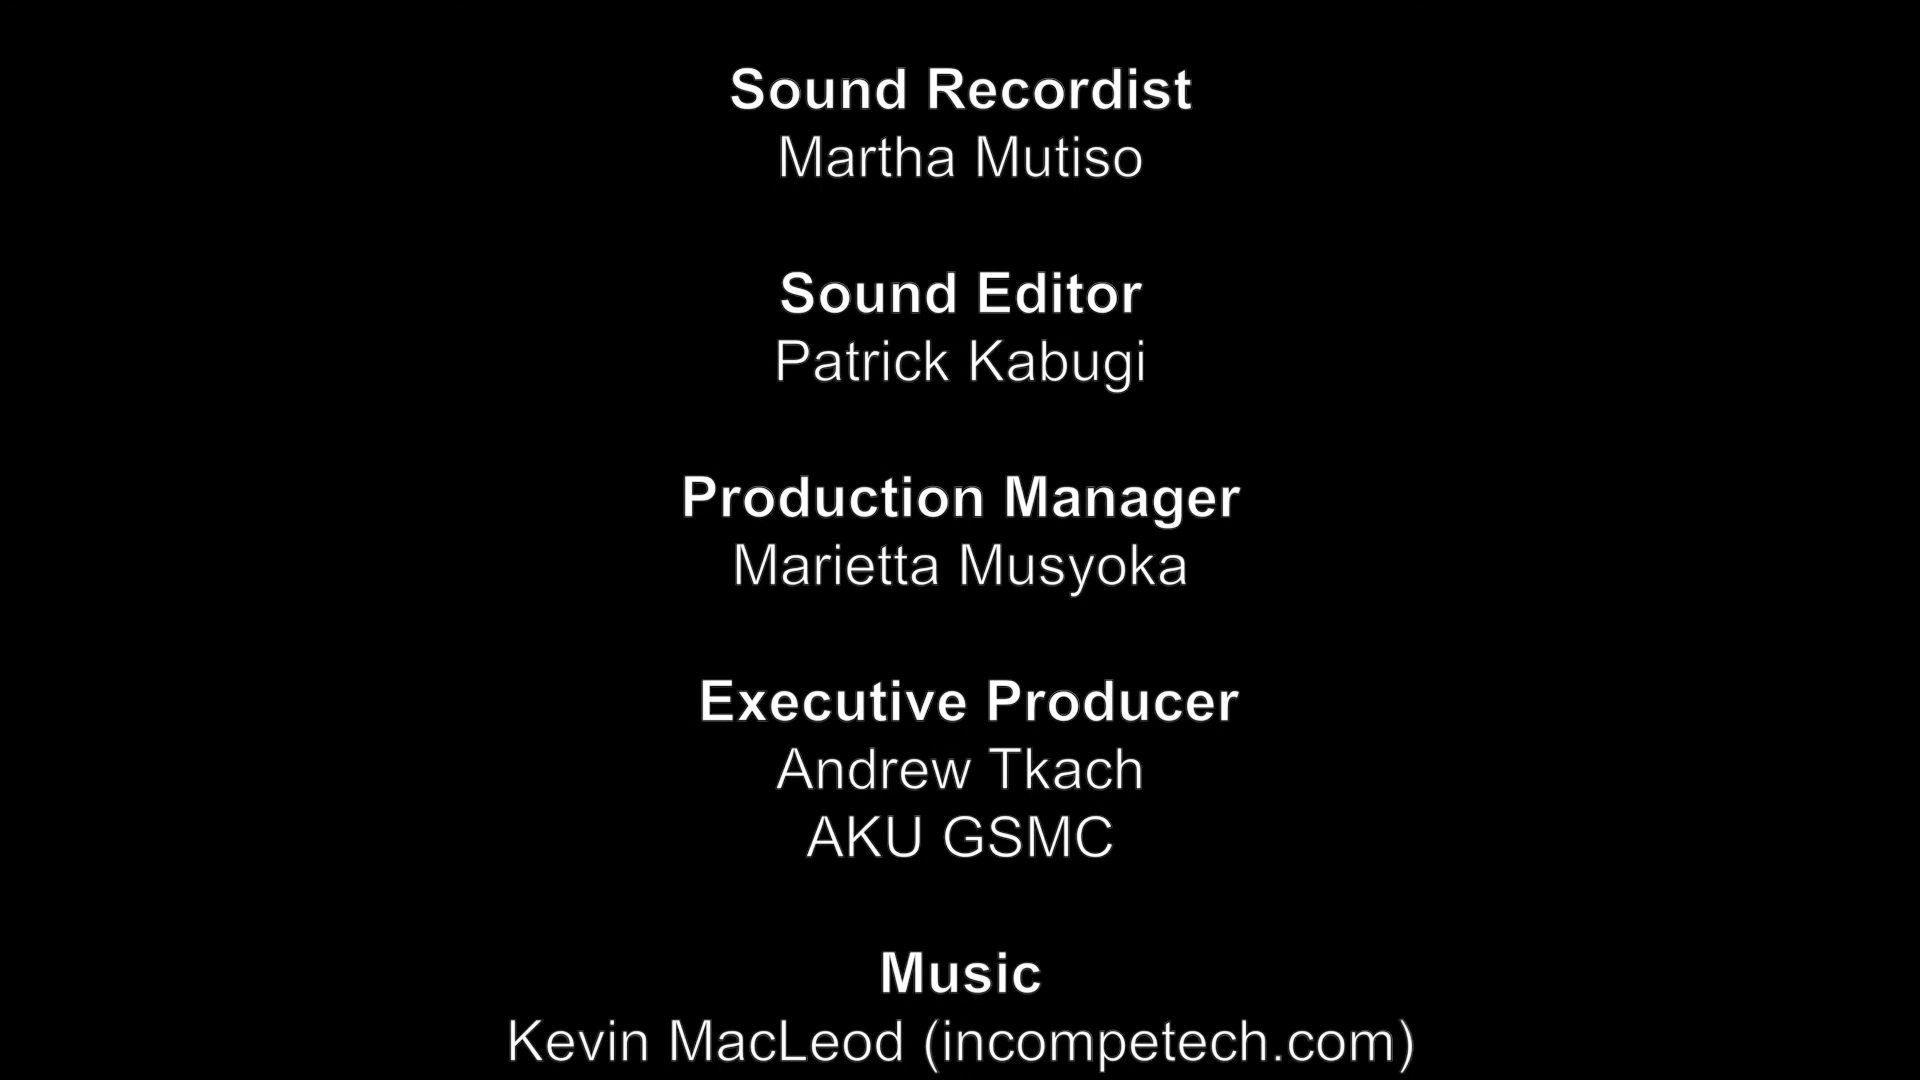 Sound Recordist
Martha Mutiso
Sound Editor
Patrick Kabugi
Production Manager
Marietta Musyoka
Executive Producer
Andrew Tkach
AKU GSMC
Music
Kevin MacLeod (incompetech.com)